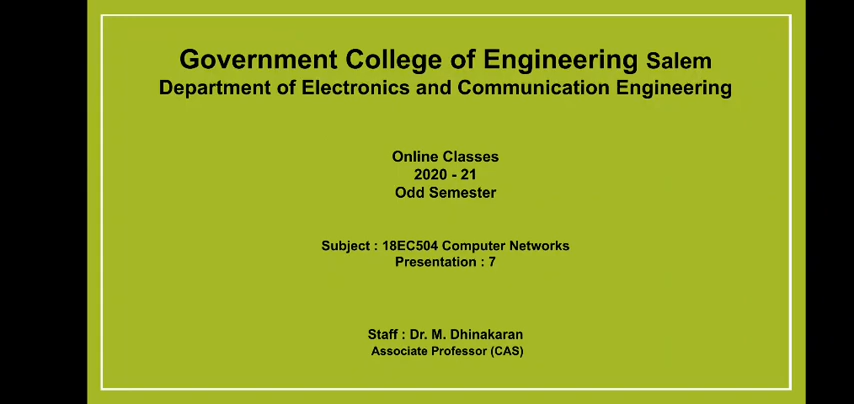 Government College of Engineering Salem
Department of Electronics and Communication Engineering
Online Classes
2020 - 21
Odd Semester
Subject : 18EC504 Computer Networks
Presentation : 7
Staff : Dr. M. Dhinakaran
Associate Professor (CAS)